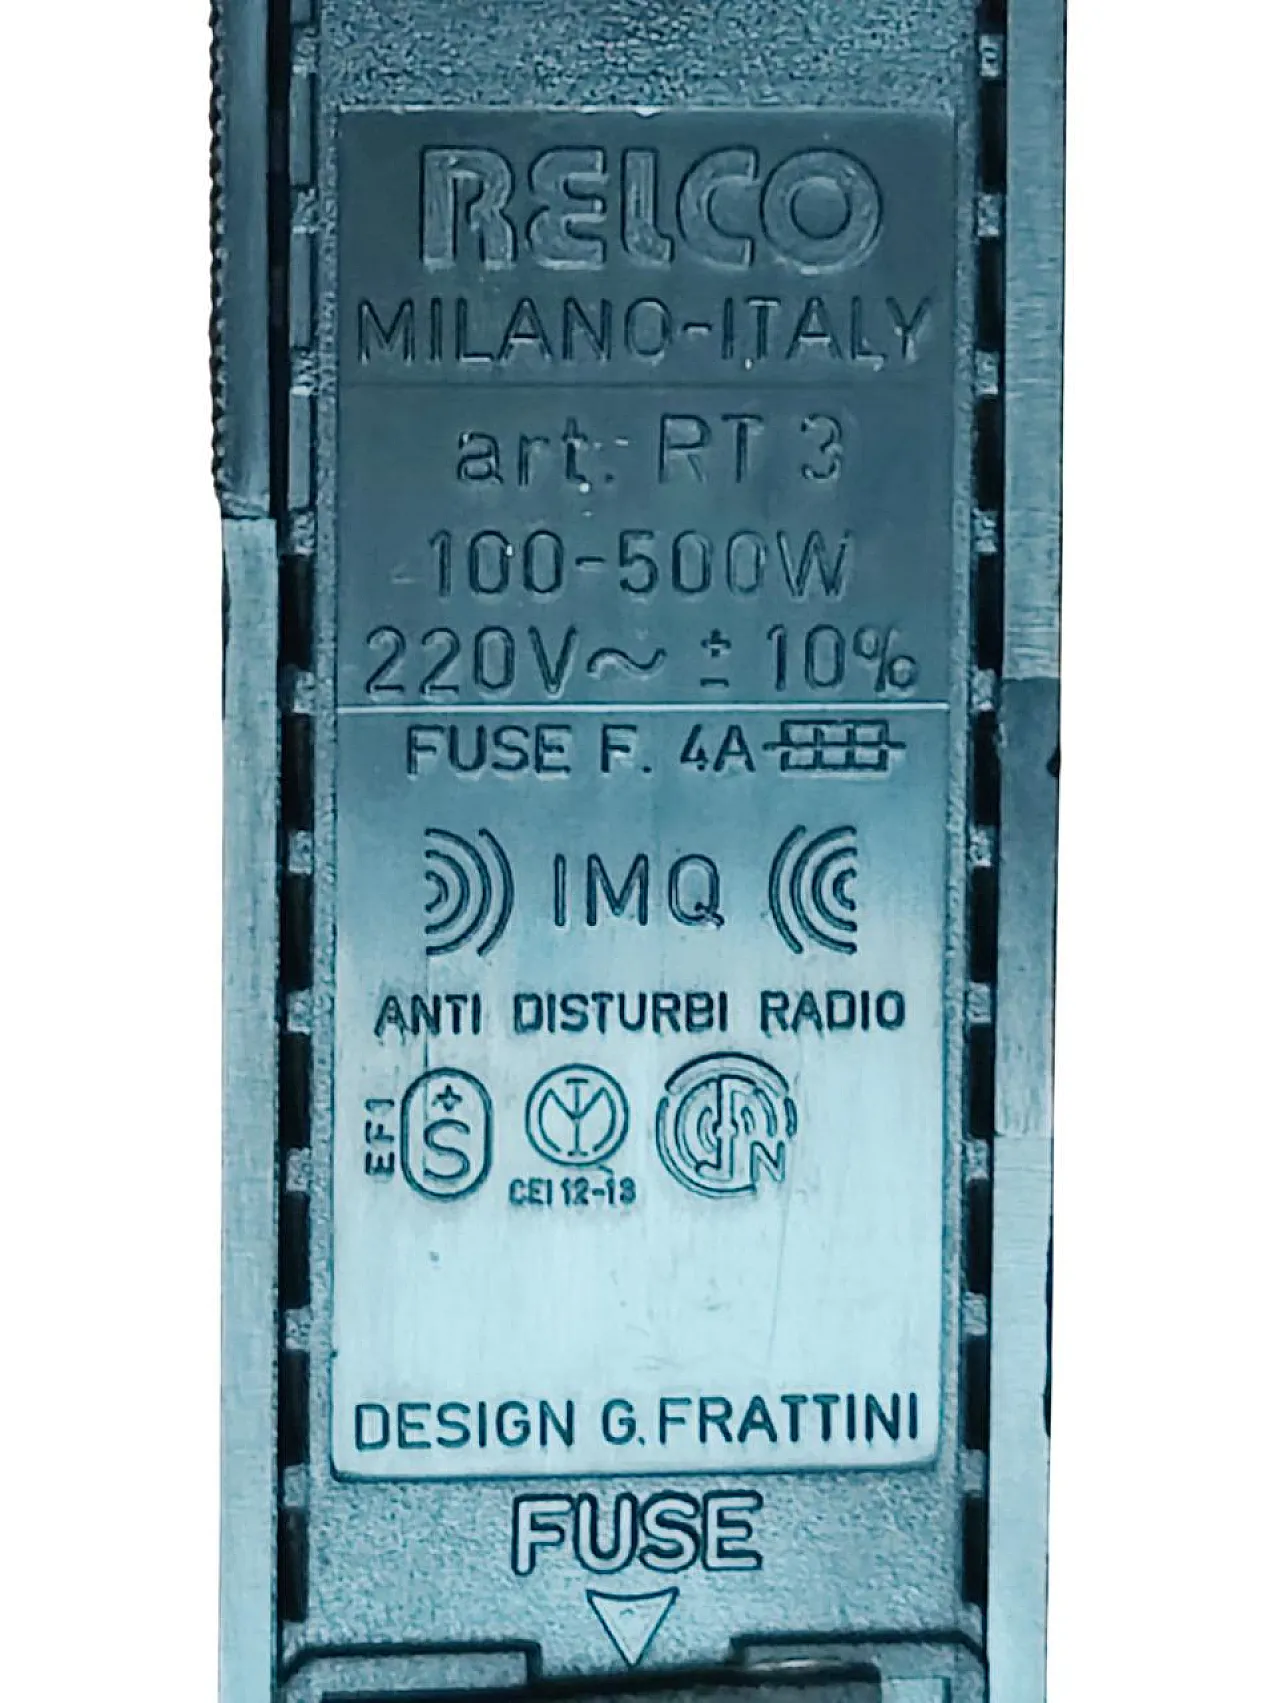 RELCO
MILANO-ITALY
art. RT 3
100-500W
220V~ ± 10%
FUSE F. 4A
IMQ
ANTI DISTURBI RADIO
EF1
+S
CEI 12-13
DESIGN G.FRATTINI
FUSE